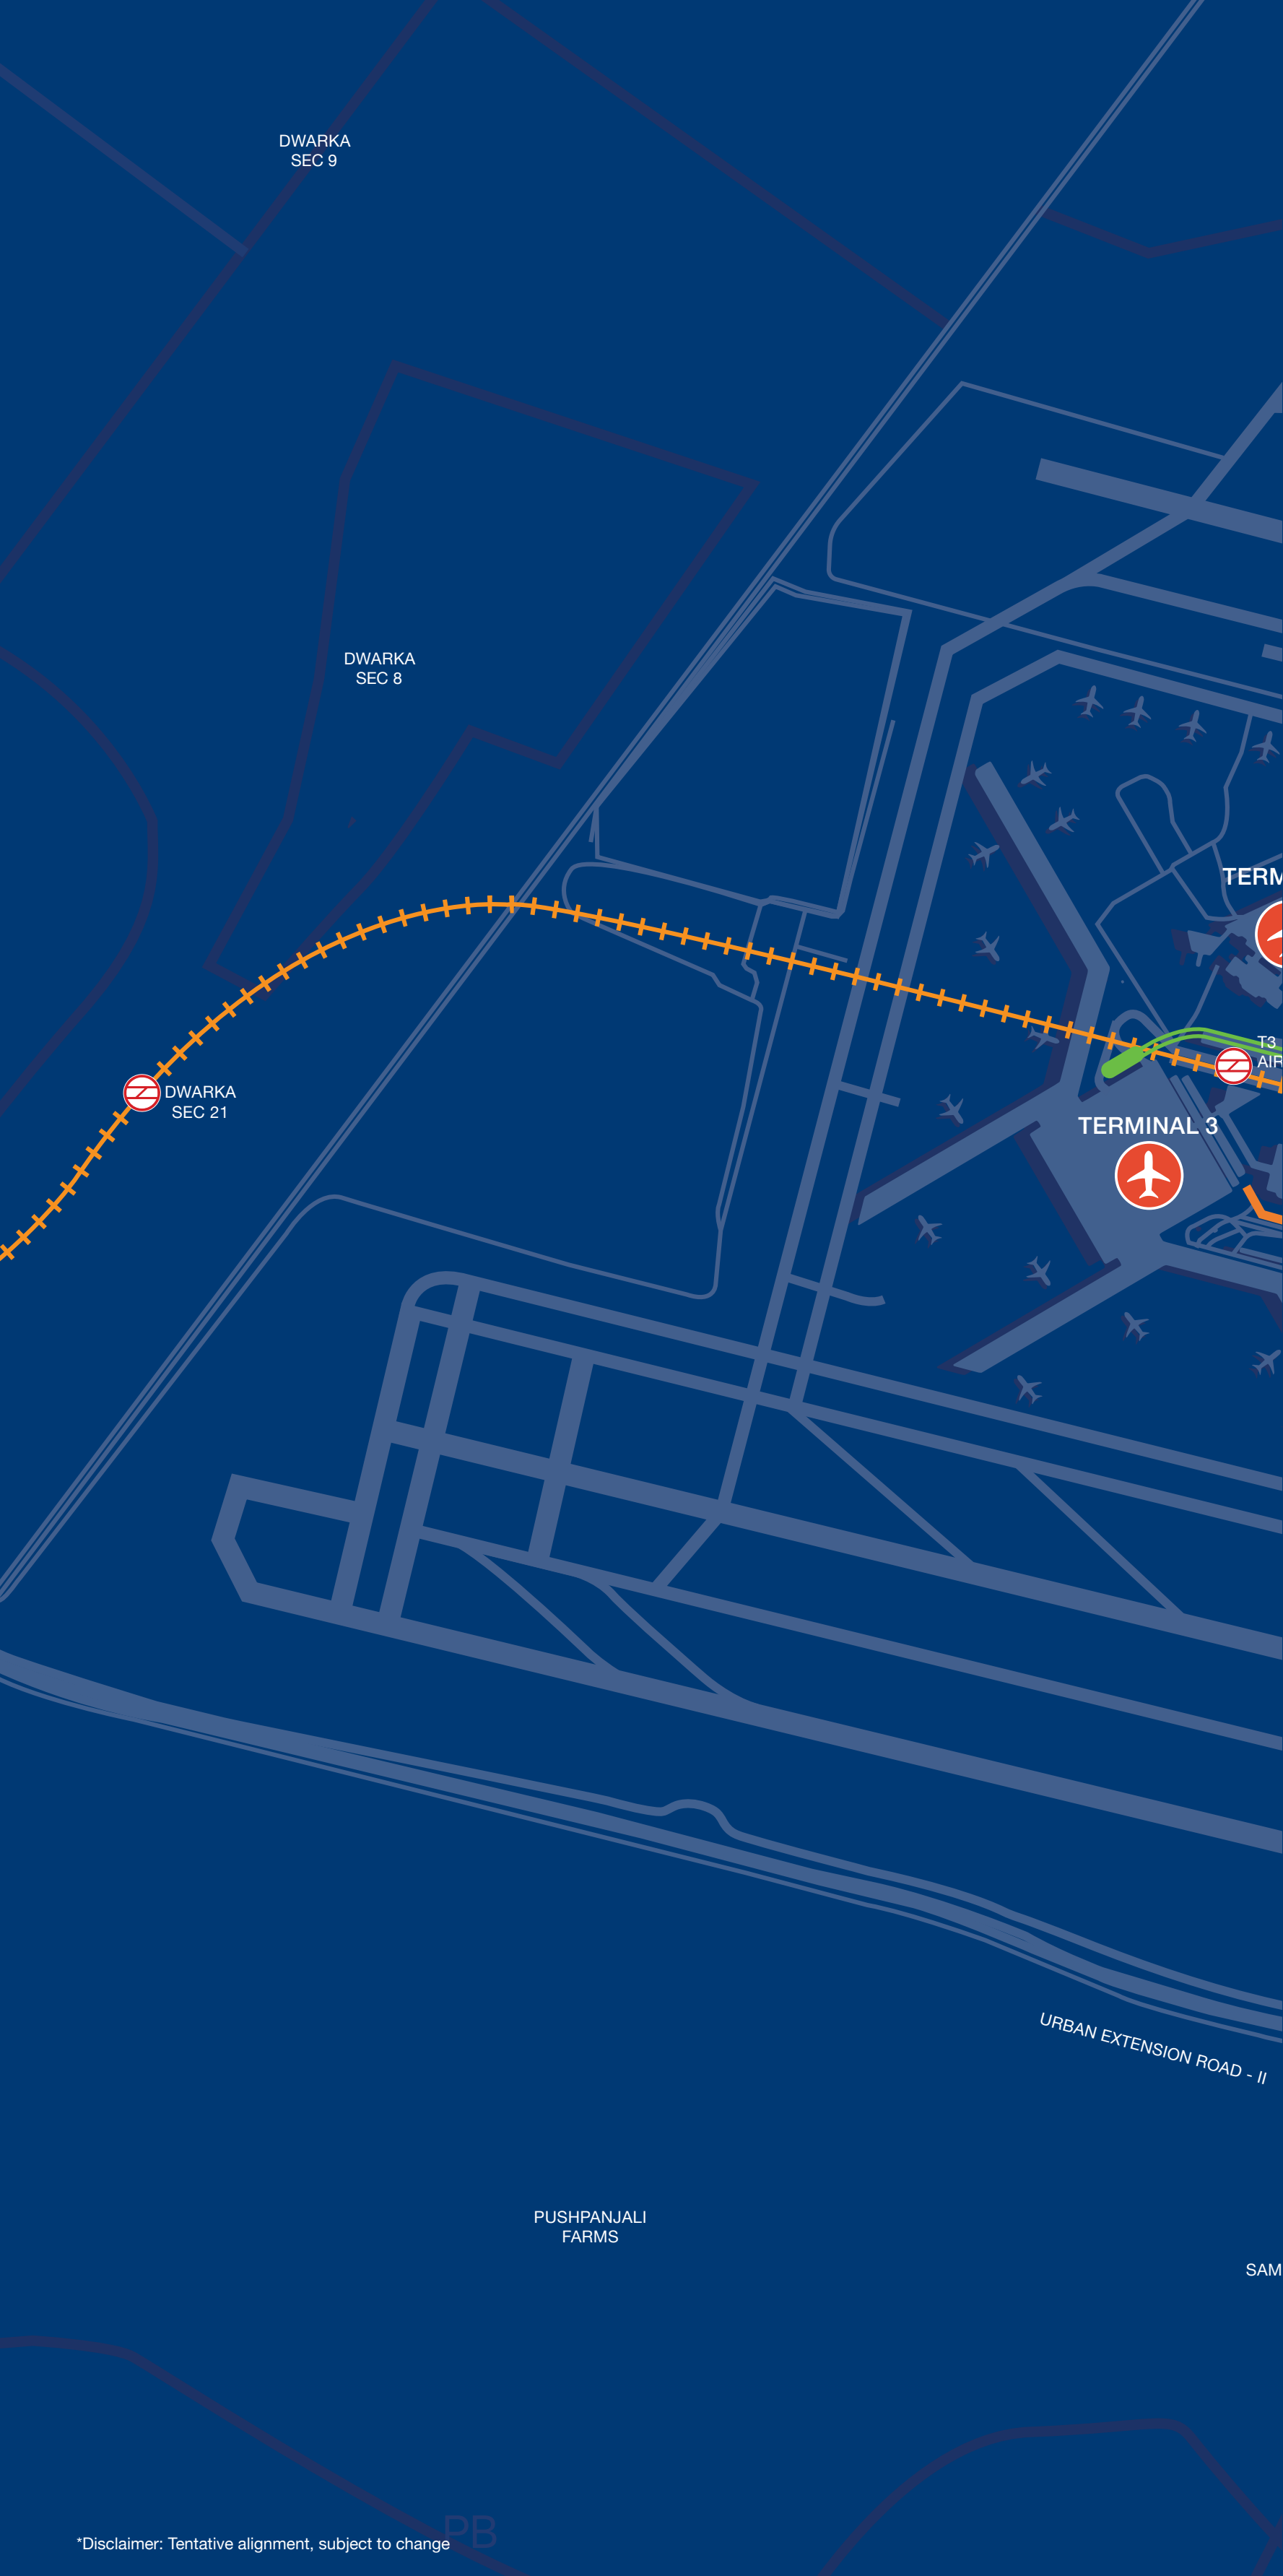 DWARKA
SEC 9
DWARKA
SEC 8
TERM
T3
AIR
DWARKA
SEC 21
TERMINAL 3
URBAN EXTENSION ROAD - II
PUSHPANJALI
FARMS
SAM
PB
*Disclaimer: Tentative alignment, subject to change